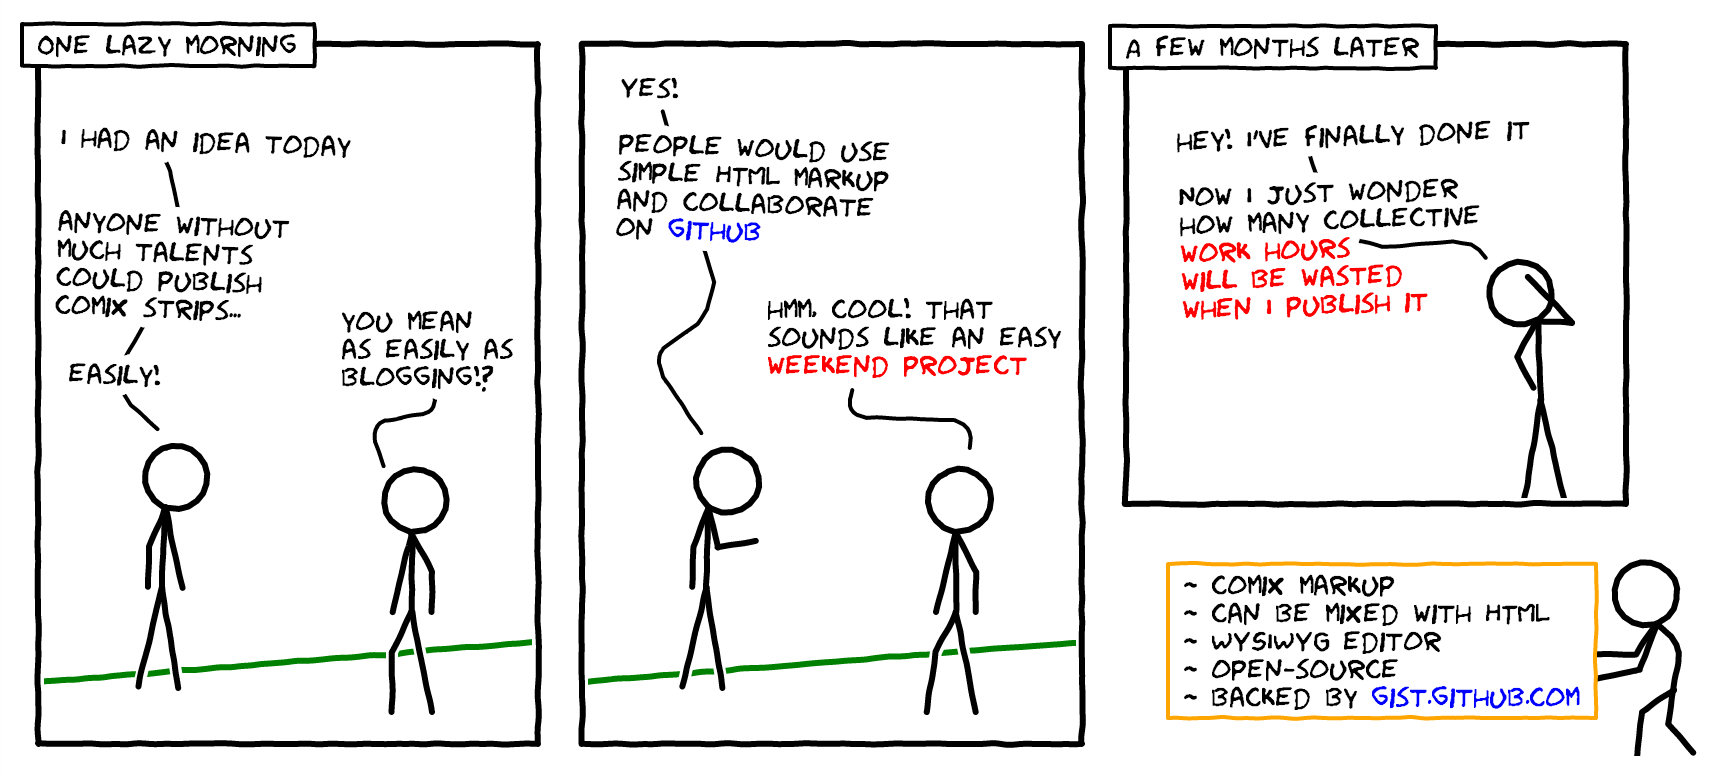 ONE LAZY MORNING
I HAD AN IDEA TODAY
ANYONE WITHOUT
MUCH TALENTS
COULD PUBLISH
COMIX STRIPS...
EASILY!
YOU MEAN
AS EASILY AS
BLOGGING!?
YES!
PEOPLE WOULD USE
SIMPLE HTML MARKUP
AND COLLABORATE
ON GITHUB
HMM. COOL! THAT
SOUNDS LIKE AN EASY
WEEKEND PROJECT
A FEW MONTHS LATER
HEY! I'VE FINALLY DONE IT
NOW I JUST WONDER
HOW MANY COLLECTIVE
WORK HOURS
WILL BE WASTED
WHEN I PUBLISH IT
~ COMIX MARKUP
~ CAN BE MIXED WITH HTML
~ WYSIWYG EDITOR
~ OPEN-SOURCE
~ BACKED BY GIST.GITHUB.COM